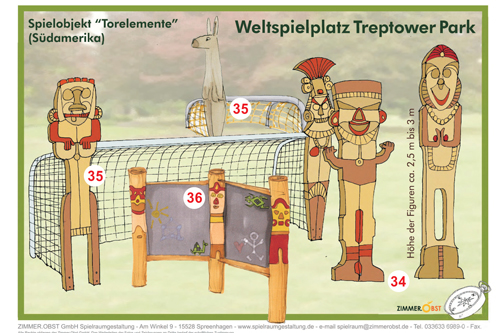 Spielobjekt “Torelemente”
(Südamerika)
Weltspielplatz Treptower Park
35
35
36
34
Höhe der Figuren ca. 2,5 m bis 3 m
ZIMMER.OBST
ZIMMER.OBST GmbH Spielraumgestaltung - Am Winkel 9 - 15528 Spreenhagen - www.spielraumgestaltung.de - e-mail spielraum@zimmerobst.de - Tel. 033633 6989-0 - Fax.